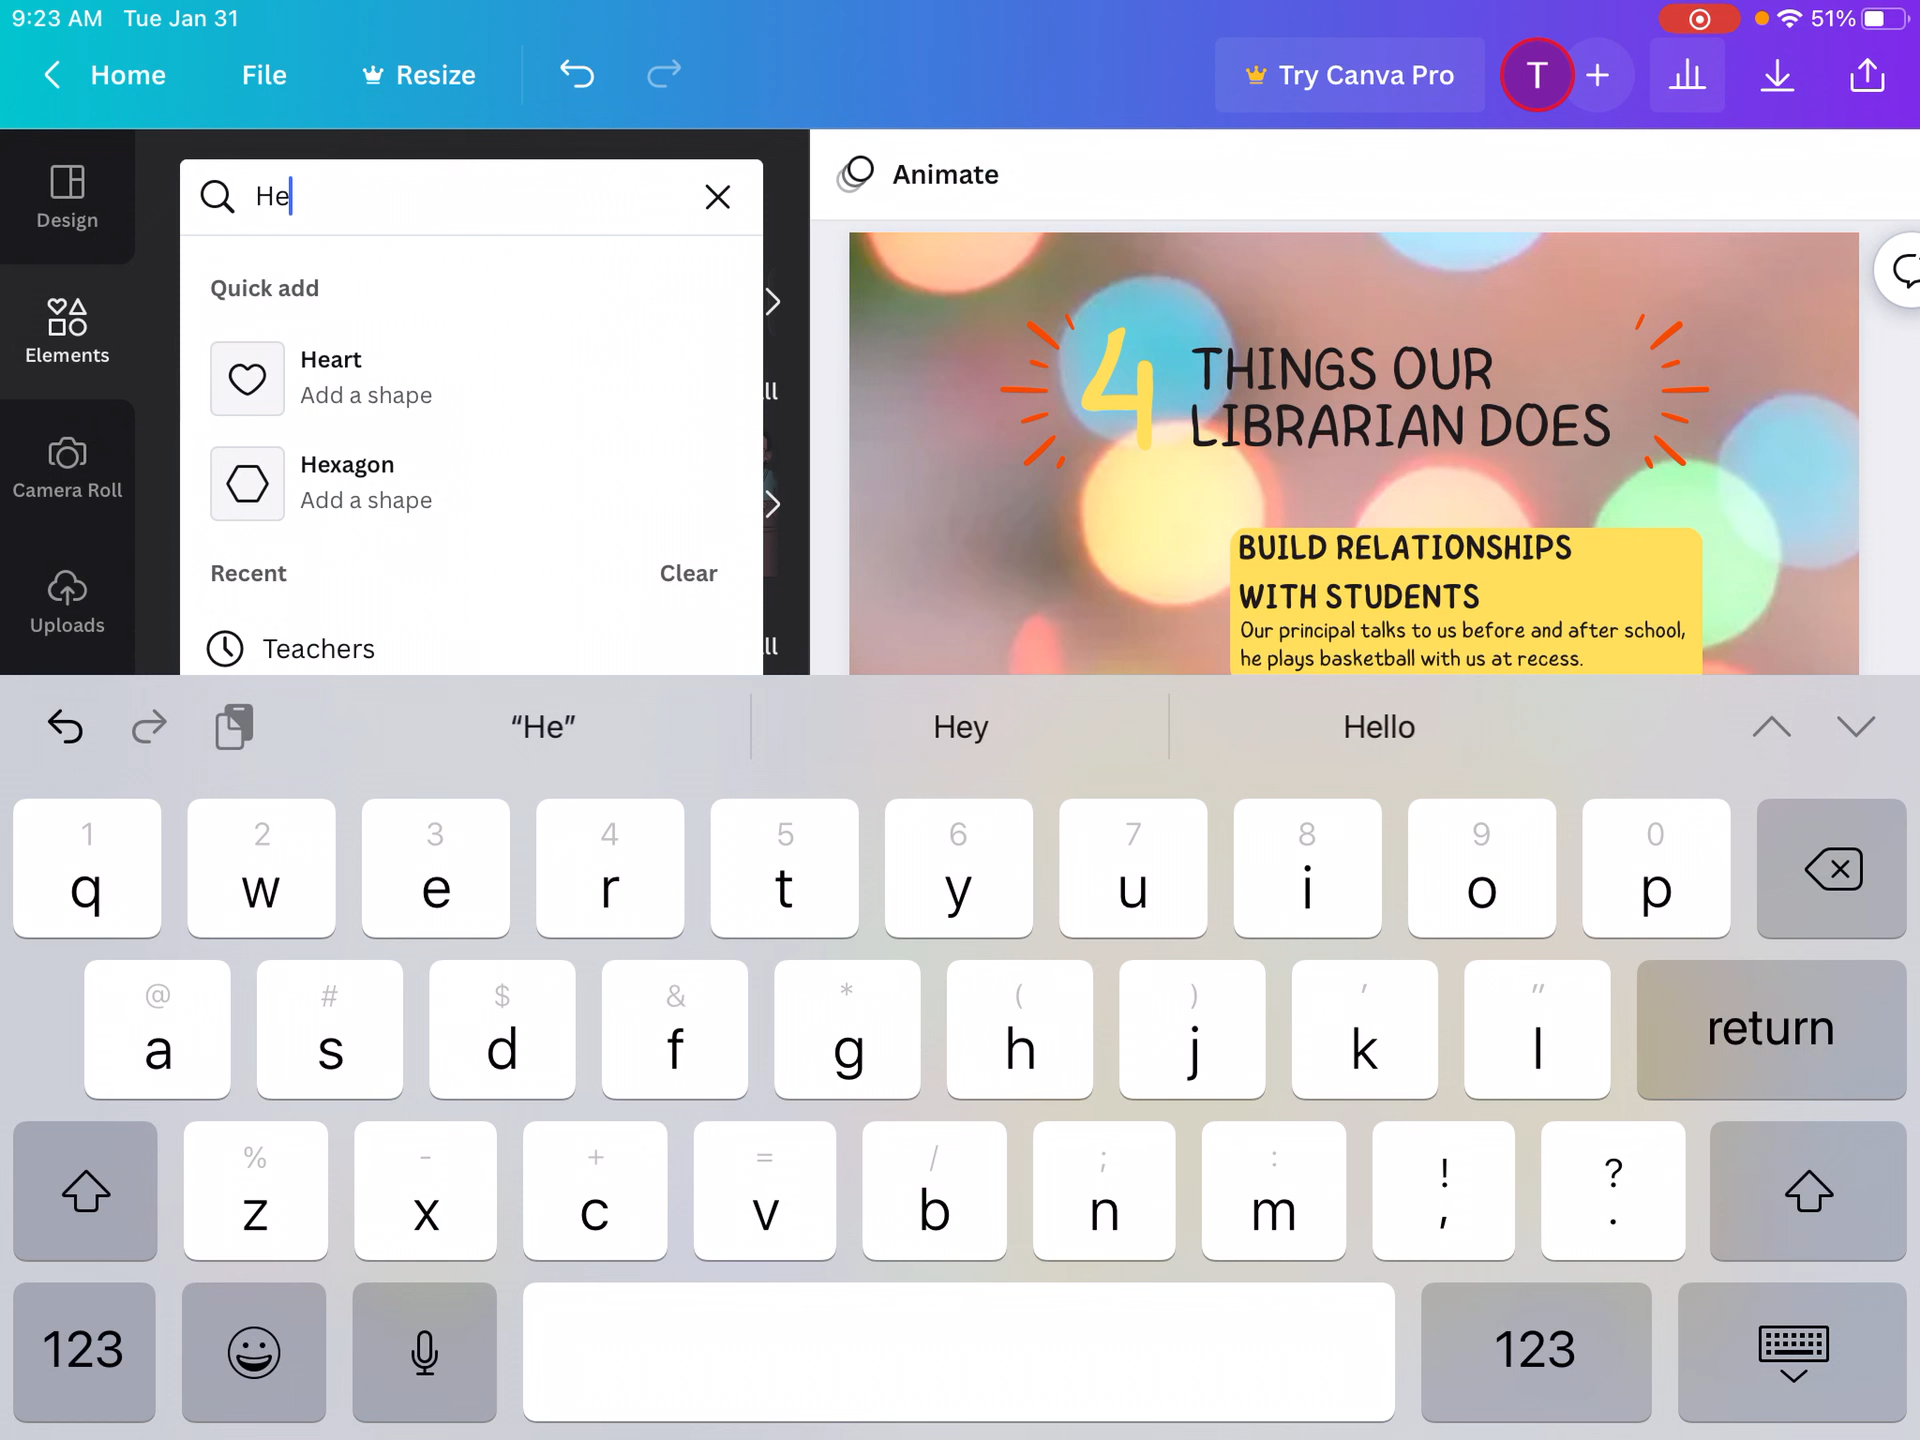 9:23 AM Tue Jan 31
51%
Home File Resize Try Canva Pro T +
Design
Elements
Camera Roll
Uploads
He
Quick add
Heart
Add a shape
Hexagon
Add a shape
Recent Clear
Teachers
ll
ll
Animate
4 THINGS OUR
LIBRARIAN DOES
BUILD RELATIONSHIPS
WITH STUDENTS
Our principal talks to us before and after school,
he plays basketball with us at recess.
“He” Hey Hello
1 2 3 4 5 6 7 8 9 0
q w e r t y u i o p
@ # $ & * ( ) ' "
a s d f g h j k l return
% - + = / ; : ! ?
z x c v b n m , .
123 123